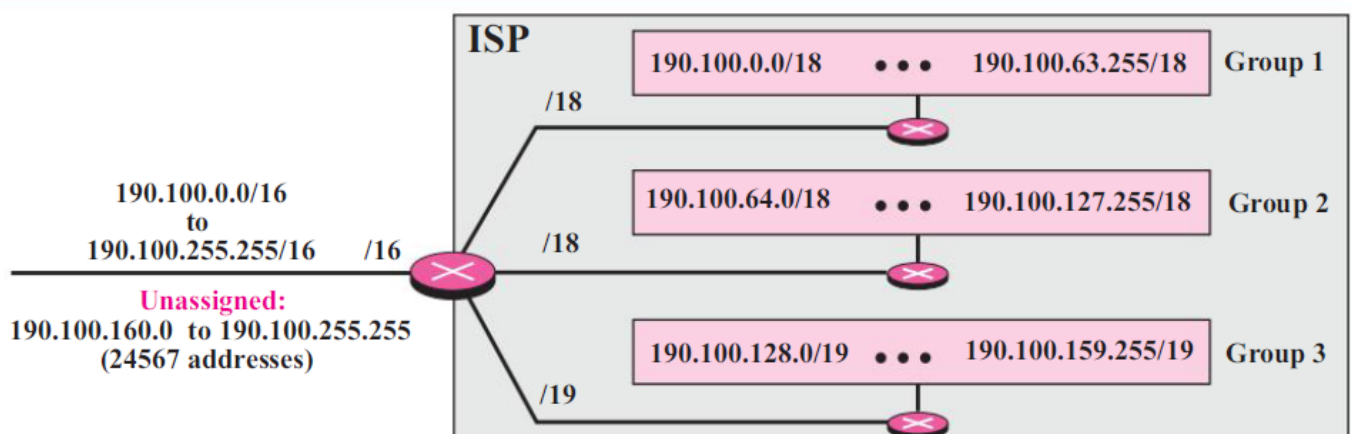 ISP
190.100.0.0/18 ••• 190.100.63.255/18 Group 1
/18
190.100.64.0/18 ••• 190.100.127.255/18 Group 2
/18
190.100.0.0/16
to
190.100.255.255/16 /16
Unassigned:
190.100.160.0 to 190.100.255.255
(24567 addresses)
190.100.128.0/19 ••• 190.100.159.255/19 Group 3
/19